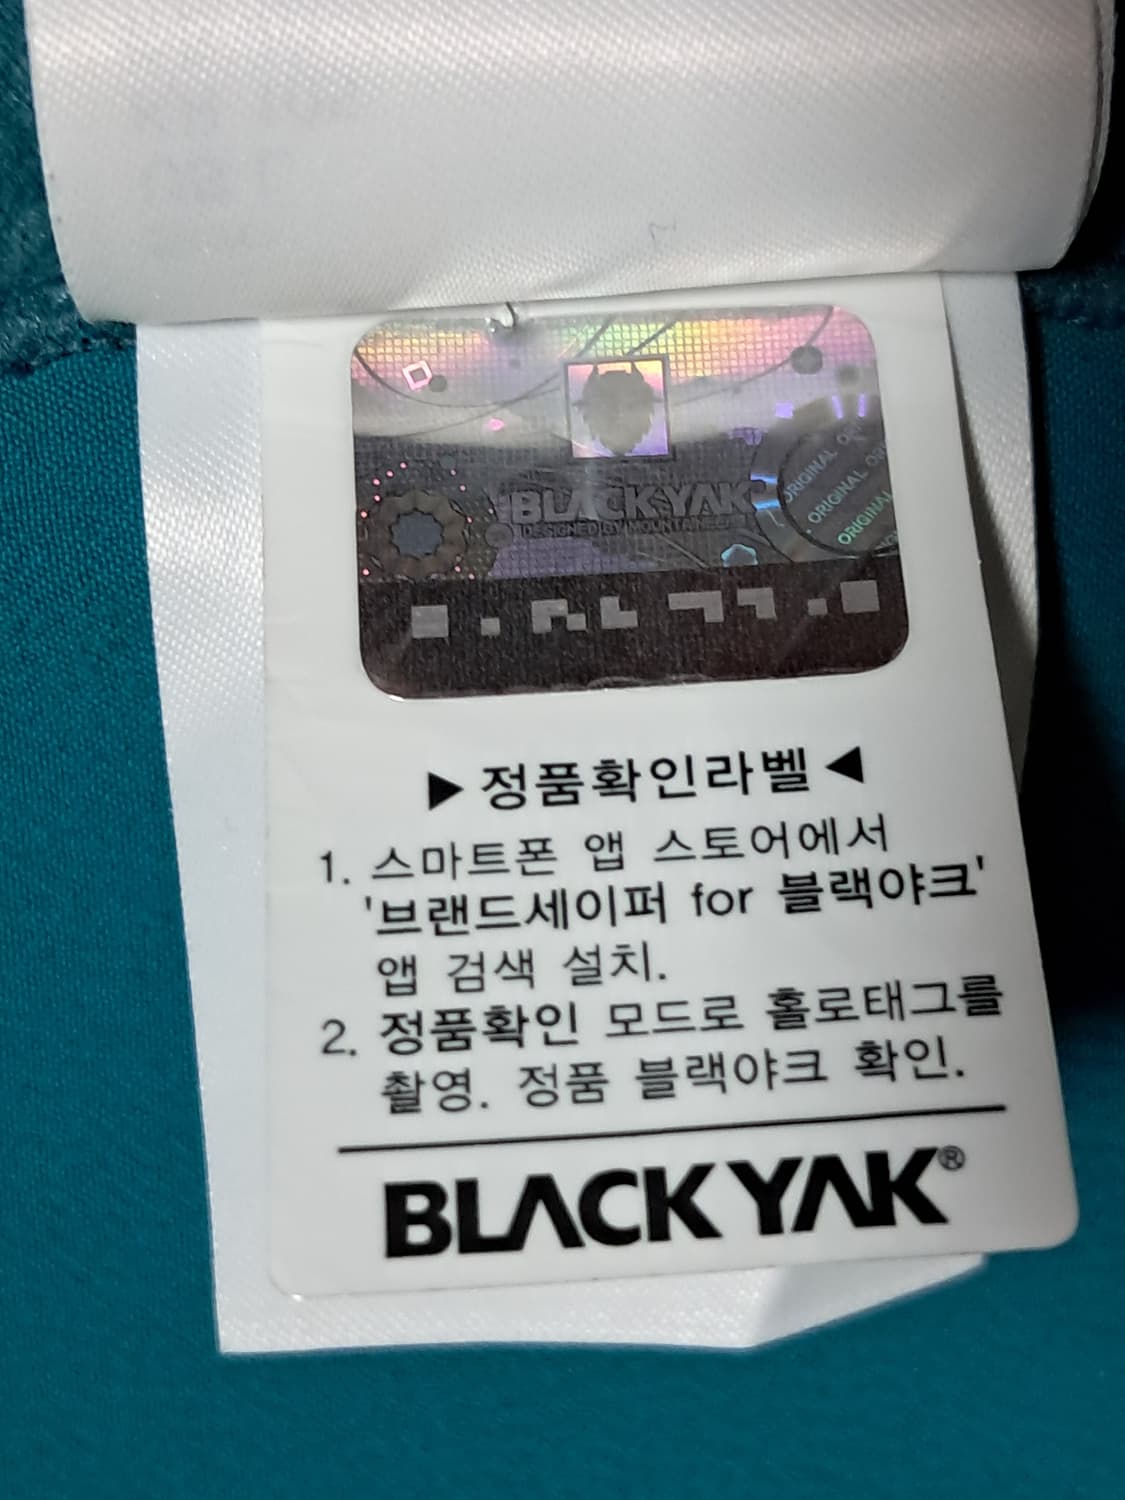 BLACKYAK
DESIGNED BY MOUNTAINEER
ORIGINAL
ORIGINAL
ORIGINAL
▶ 정품확인라벨 ◀
1. 스마트폰 앱 스토어에서
'브랜드세이퍼 for 블랙야크'
앱 검색 설치.
2. 정품확인 모드로 홀로태그를
촬영. 정품 블랙야크 확인.
BLACKYAK®